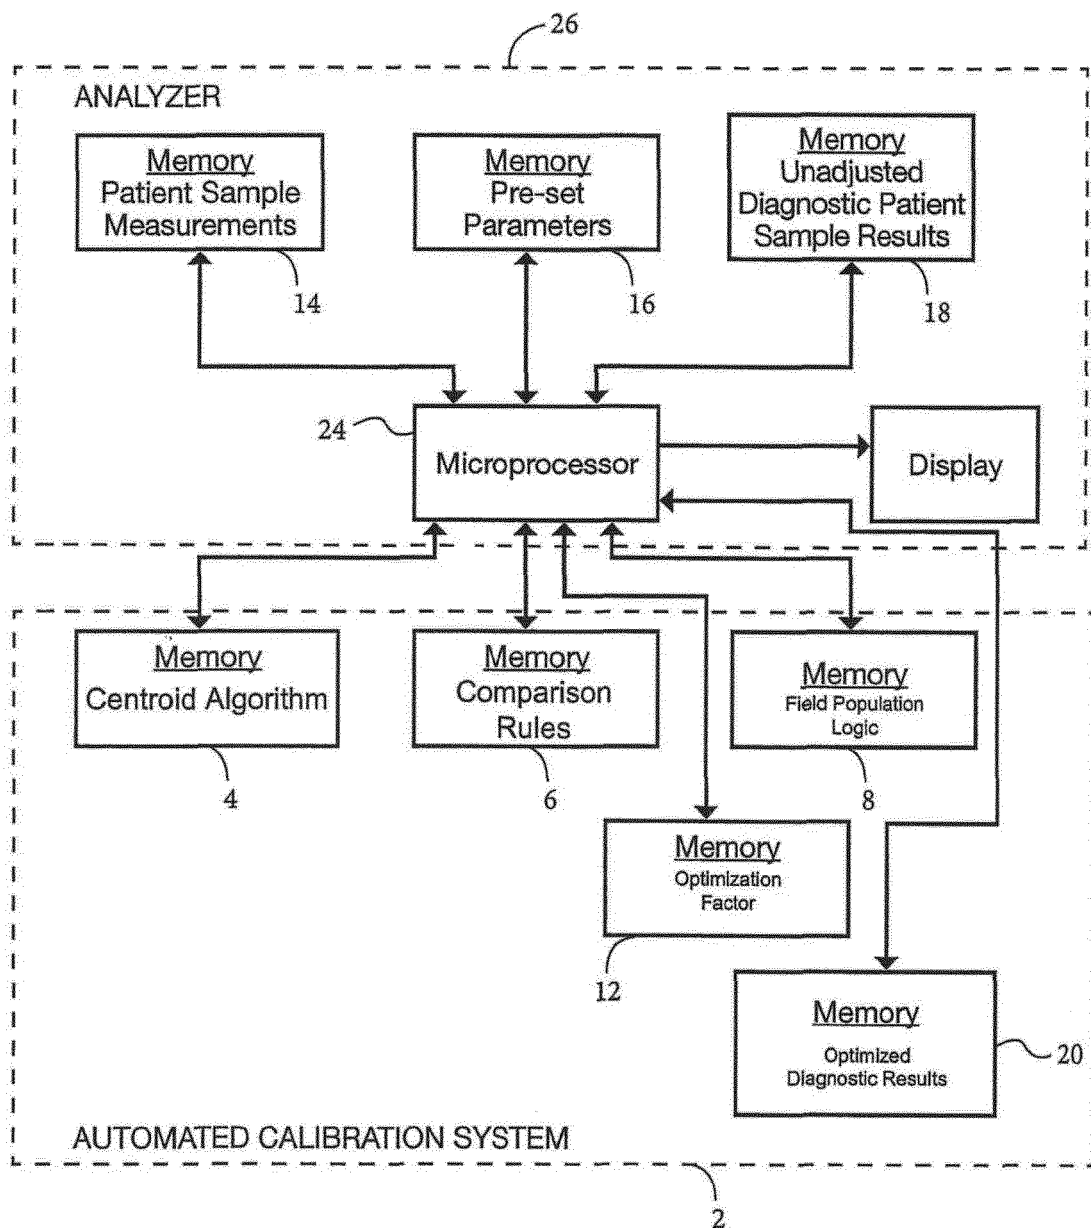 26
ANALYZER
Memory
Patient Sample
Measurements
14
Memory
Pre-set
Parameters
16
Memory
Unadjusted
Diagnostic Patient
Sample Results
18
24
Microprocessor
Display
Memory
Centroid Algorithm
4
Memory
Comparison
Rules
6
Memory
Field Population
Logic
8
Memory
Optimization
Factor
12
Memory
Optimized
Diagnostic Results
20
AUTOMATED CALIBRATION SYSTEM
2